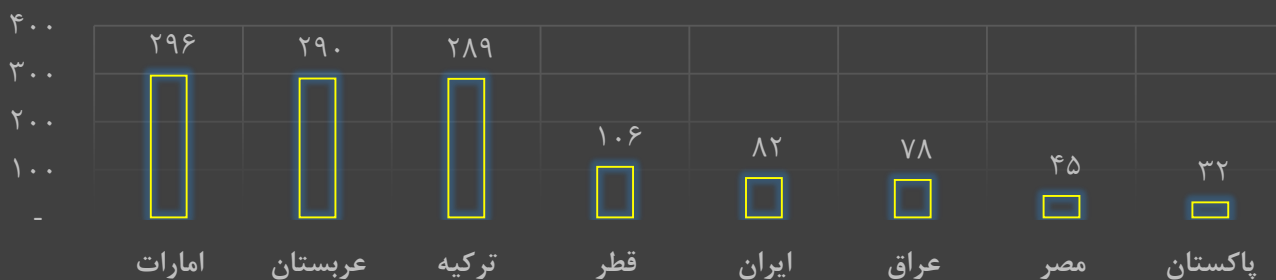 ۴۰۰
۳۰۰
۲۰۰
۱۰۰
-
۲۹۶
۲۹۰
۲۸۹
۱۰۶
۸۲
۷۸
۴۵
۳۲
امارات
عربستان
ترکیه
قطر
ایران
عراق
مصر
پاکستان